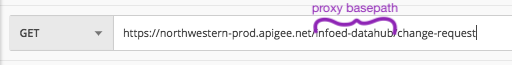 proxy basepath
GET https://northwestern-prod.apigee.net/infoed-datahub/change-request